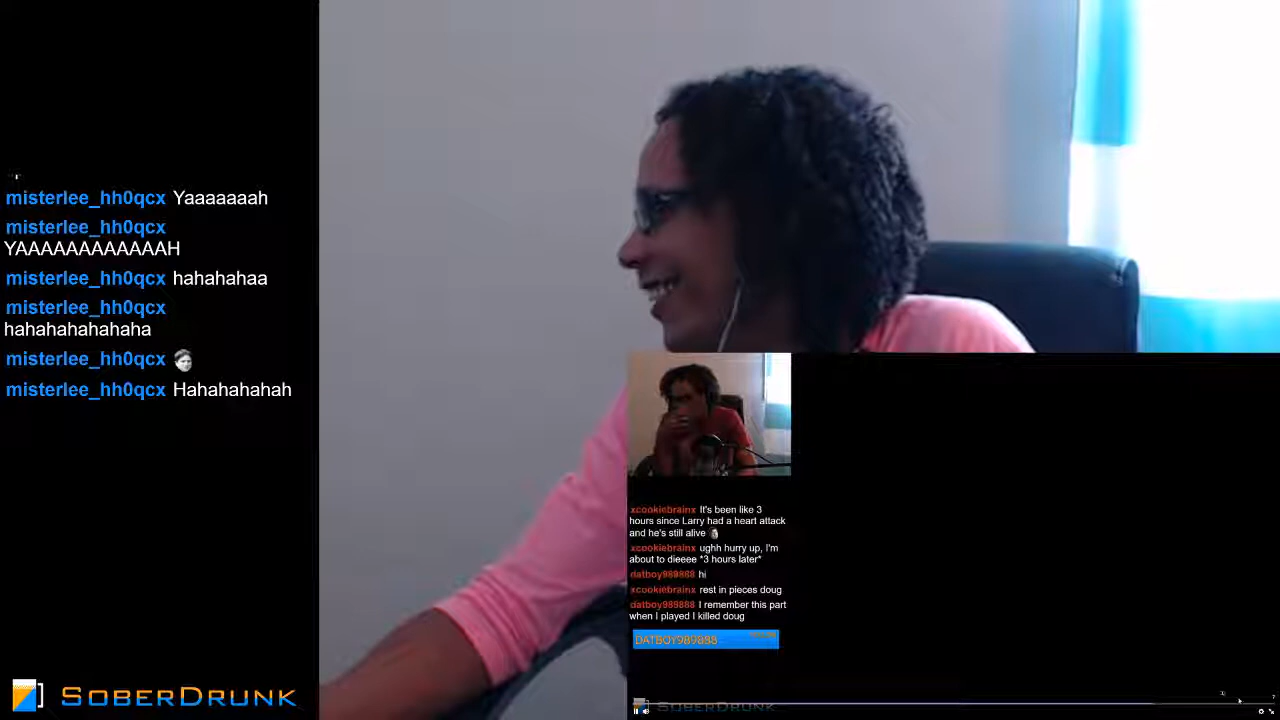 misterlee_hh0qcx Yaaaaaaah
misterlee_hh0qcx
YAAAAAAAAAAAAH
misterlee_hh0qcx hahahahaa
misterlee_hh0qcx
hahahahahahaha
misterlee_hh0qcx
misterlee_hh0qcx Hahahahahah
SOBERDRUNK
xcookiebrainx It's been like 3
hours since Larry had a heart attack
and he's still alive
xcookiebrainx ughh hurry up, I'm
about to dieeee *3 hours later*
datboy989888 hi
xcookiebrainx rest in pieces doug
datboy989888 I remember this part
when I played I killed doug
DATBOY989888
SOBERDRUNK